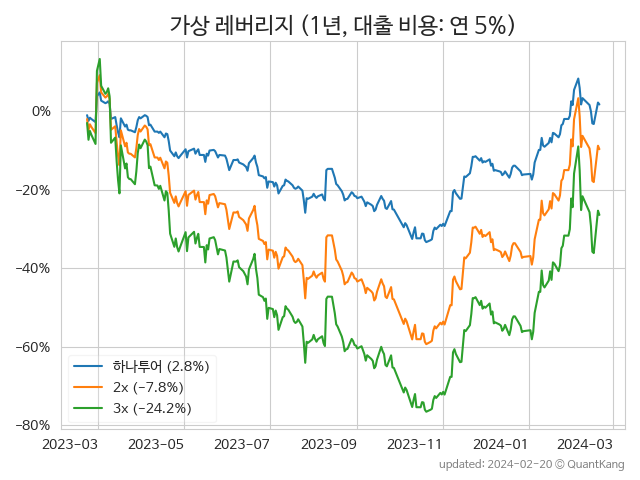 가상 레버리지 (1년, 대출 비용: 연 5%)
0%
−20%
−40%
−60%
−80%
하나투어 (2.8%)
2x (−7.8%)
3x (−24.2%)
2023−03 2023−05 2023−07 2023−09 2023−11 2024−01 2024−03
updated: 2024−02−20 © QuantKang